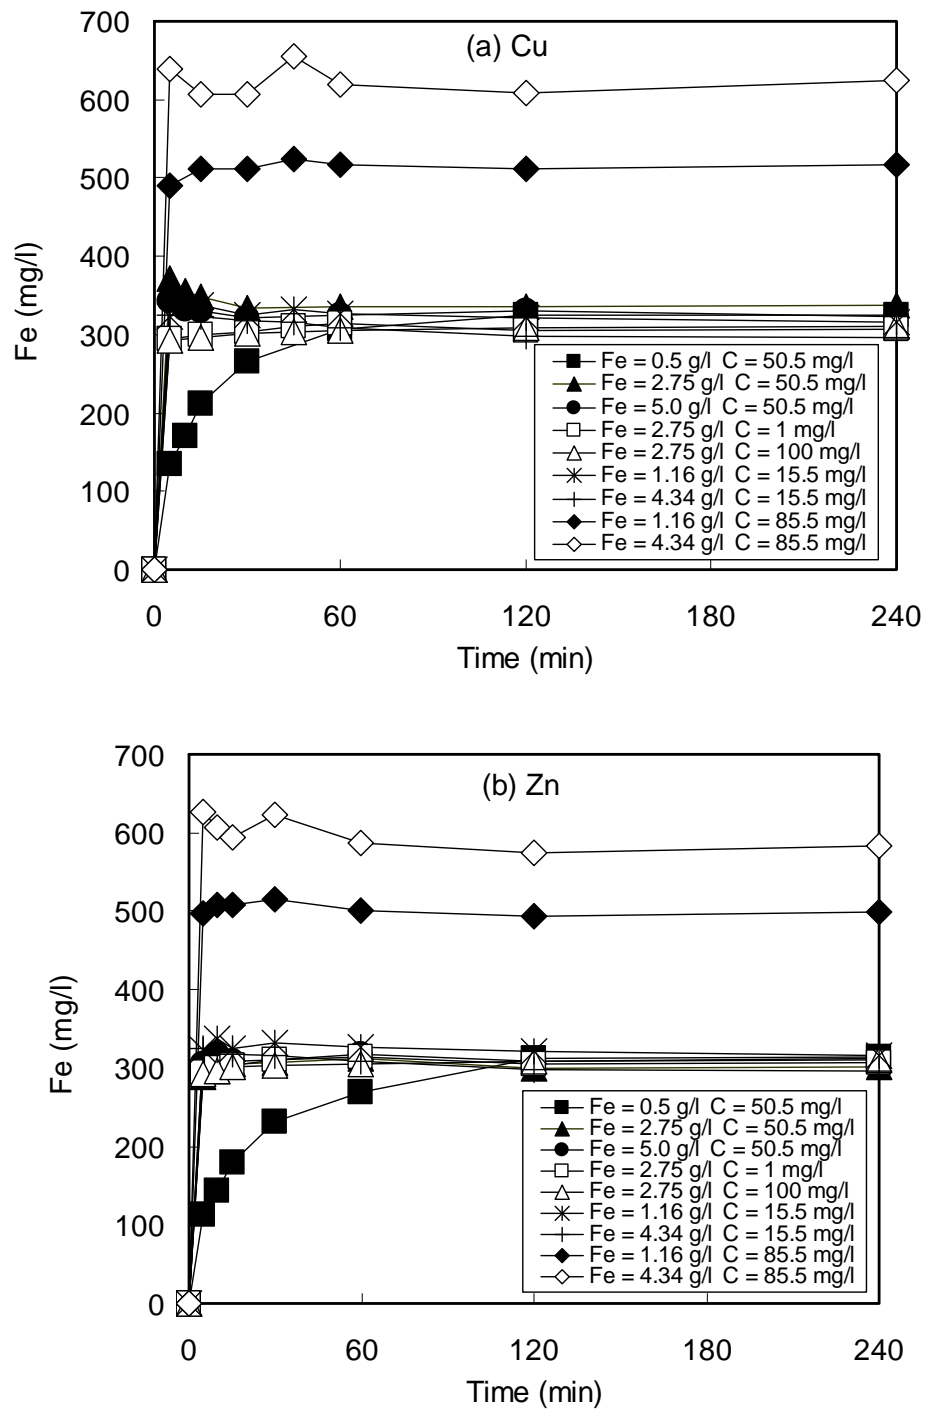 700
(a) Cu
600
500
400
Fe (mg/l)
300
Fe = 0.5 g/l C = 50.5 mg/l
Fe = 2.75 g/l C = 50.5 mg/l
200
Fe = 5.0 g/l C = 50.5 mg/l
Fe = 2.75 g/l C = 1 mg/l
Fe = 2.75 g/l C = 100 mg/l
100
Fe = 1.16 g/l C = 15.5 mg/l
Fe = 4.34 g/l C = 15.5 mg/l
Fe = 1.16 g/l C = 85.5 mg/l
Fe = 4.34 g/l C = 85.5 mg/l
0
0 60 120 180 240
Time (min)
700
(b) Zn
600
500
400
Fe (mg/l)
300
Fe = 0.5 g/l C = 50.5 mg/l
Fe = 2.75 g/l C = 50.5 mg/l
200
Fe = 5.0 g/l C = 50.5 mg/l
Fe = 2.75 g/l C = 1 mg/l
Fe = 2.75 g/l C = 100 mg/l
100
Fe = 1.16 g/l C = 15.5 mg/l
Fe = 4.34 g/l C = 15.5 mg/l
Fe = 1.16 g/l C = 85.5 mg/l
Fe = 4.34 g/l C = 85.5 mg/l
0
0 60 120 180 240
Time (min)